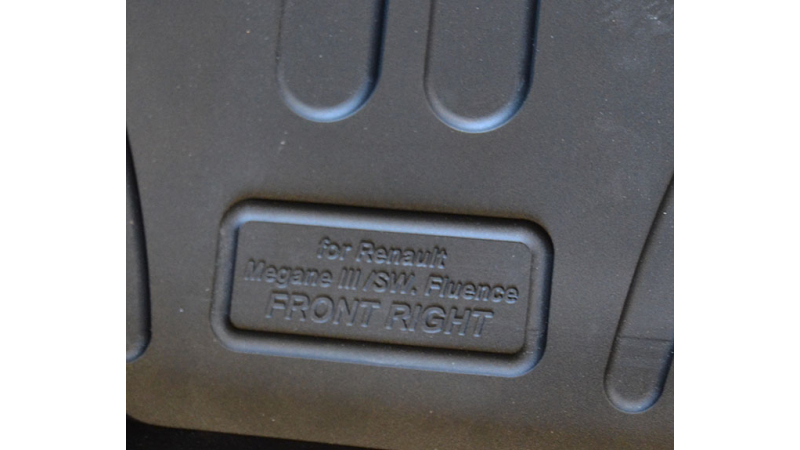 for Renault
Megane III/SW. Fluence
FRONT RIGHT